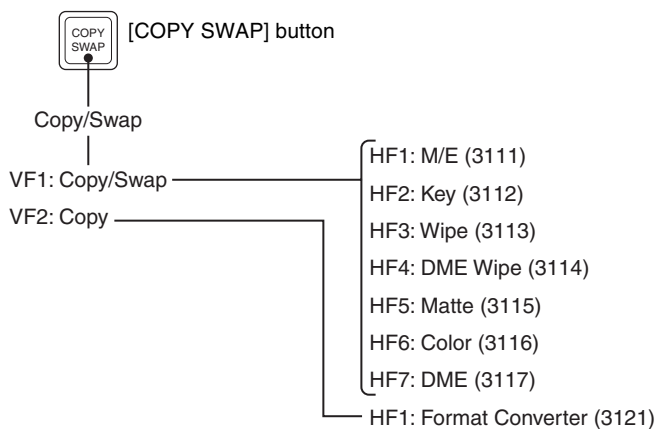 COPY
SWAP
[COPY SWAP] button
Copy/Swap
VF1: Copy/Swap
VF2: Copy
HF1: M/E (3111)
HF2: Key (3112)
HF3: Wipe (3113)
HF4: DME Wipe (3114)
HF5: Matte (3115)
HF6: Color (3116)
HF7: DME (3117)
HF1: Format Converter (3121)